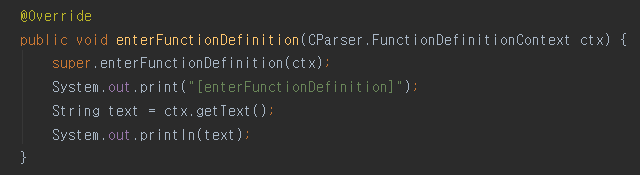 @Override
public void enterFunctionDefinition(CParser.FunctionDefinitionContext ctx) {
    super.enterFunctionDefinition(ctx);
    System.out.print("[enterFunctionDefinition]");
    String text = ctx.getText();
    System.out.println(text);
}